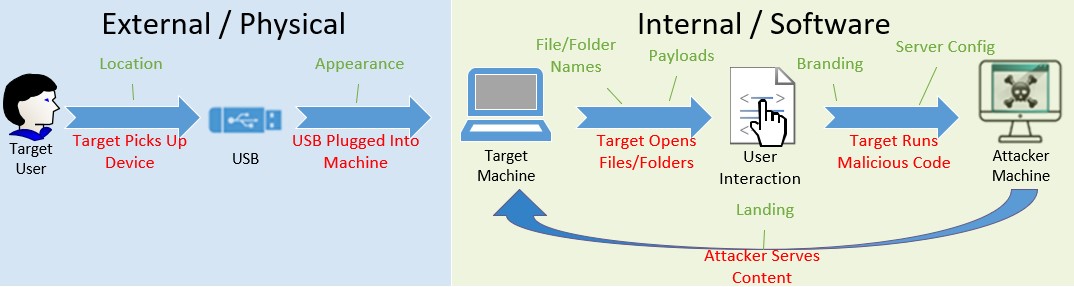 External / Physical
Location
Appearance
Target
User
Target Picks Up
Device
USB
USB Plugged Into
Machine
Internal / Software
File/Folder
Names
Payloads
Branding
Server Config
Target
Machine
Target Opens
Files/Folders
User
Interaction
Target Runs
Malicious Code
Attacker
Machine
Landing
Attacker Serves
Content